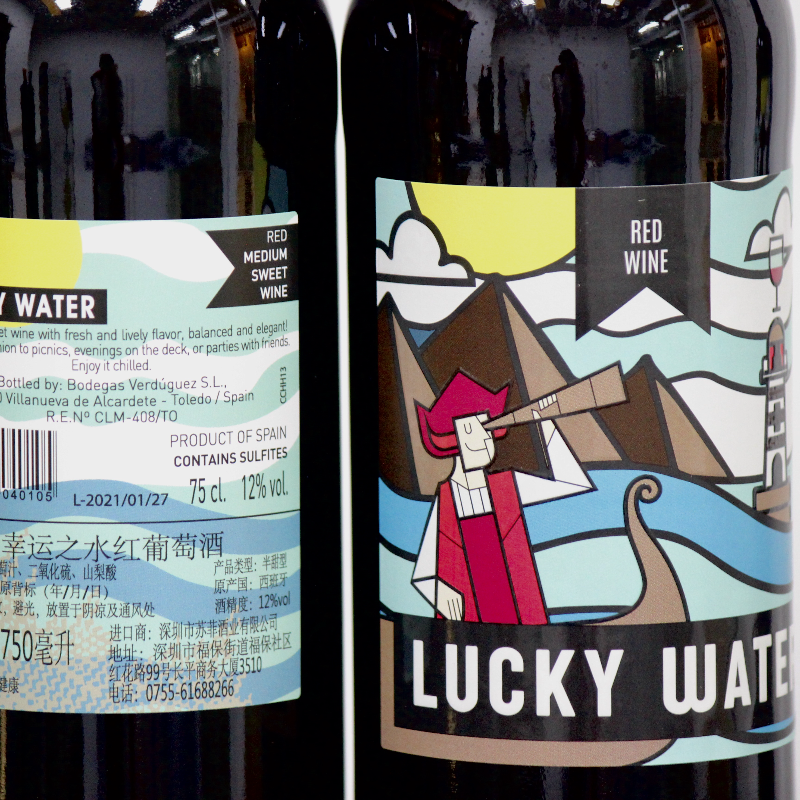 RED
MEDIUM
SWEET
WINE
Y WATER
et wine with fresh and lively flavor, balanced and elegant!
nion to picnics, evenings on the deck, or parties with friends.
Enjoy it chilled.
CCHH13
Bottled by: Bodegas Verdúguez S.L.,
0 Villanueva de Alcardete - Toledo / Spain
R.E.Nº CLM-408/TO
PRODUCT OF SPAIN
CONTAINS SULFITES
040105
L-2021/01/27
75 cl. 12% vol.
幸运之水红葡萄酒
萄汁、二氧化硫、山梨酸
产品类型：半甜型
原背标（年/月/日）
原产国：西班牙
、避光，放置于阴凉及通风处
酒精度：12%vol
750毫升
进口商：深圳市苏菲酒业有限公司
地址：深圳市福保街道福保社区
红花路99号长平商务大厦3510
健康
电话：0755-61688266
RED
WINE
LUCKY WATER